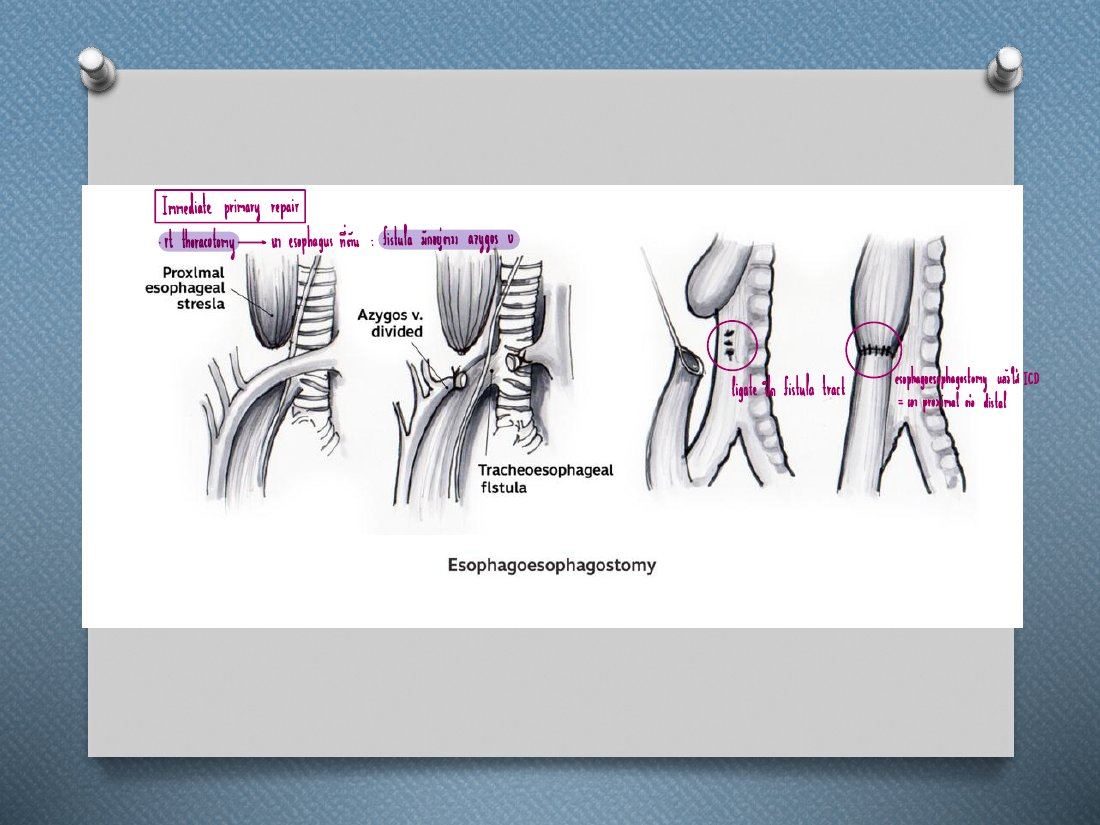 Immediate primary repair
· rt thoracotomy → หา esophagus ที่ตัน : fistula มักอยู่ตรง azygos v
Proximal
esophageal
stresia
Azygos v.
divided
Tracheoesophageal
fistula
ligate ปิด fistula tract
esophagoesophagostomy แล้วใส่ ICD
= เอา proximal ต่อ distal
Esophagoesophagostomy